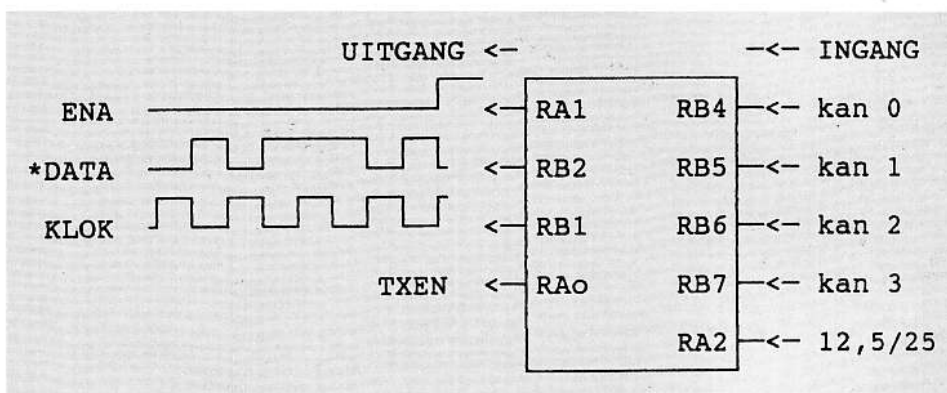 UITGANG <- -<- INGANG
ENA <- RA1 RB4 -<- kan 0
*DATA <- RB2 RB5 -<- kan 1
KLOK <- RB1 RB6 -<- kan 2
TXEN <- RAo RB7 -<- kan 3
RA2 -<- 12,5/25